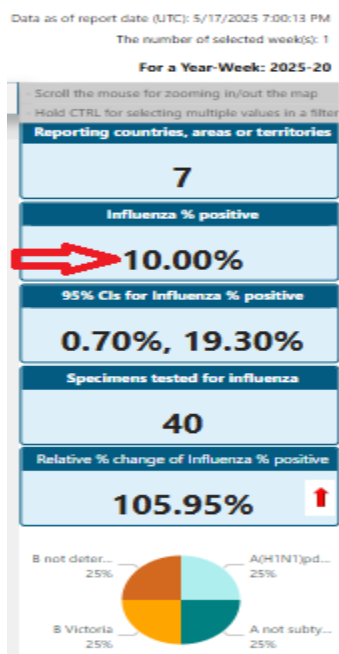 Data as of report date (UTC): 5/17/2025 7:00:13 PM
The number of selected week(s): 1
For a Year-Week: 2025-20
- Scroll the mouse for zooming in/out the map
- Hold CTRL for selecting multiple values in a filter
Reporting countries, areas or territories
7
Influenza % positive
10.00%
95% CIs for Influenza % positive
0.70%, 19.30%
Specimens tested for influenza
40
Relative % change of Influenza % positive
105.95%
B not deter... A(H1N1)pd...
25% 25%
B Victoria A not subty...
25% 25%